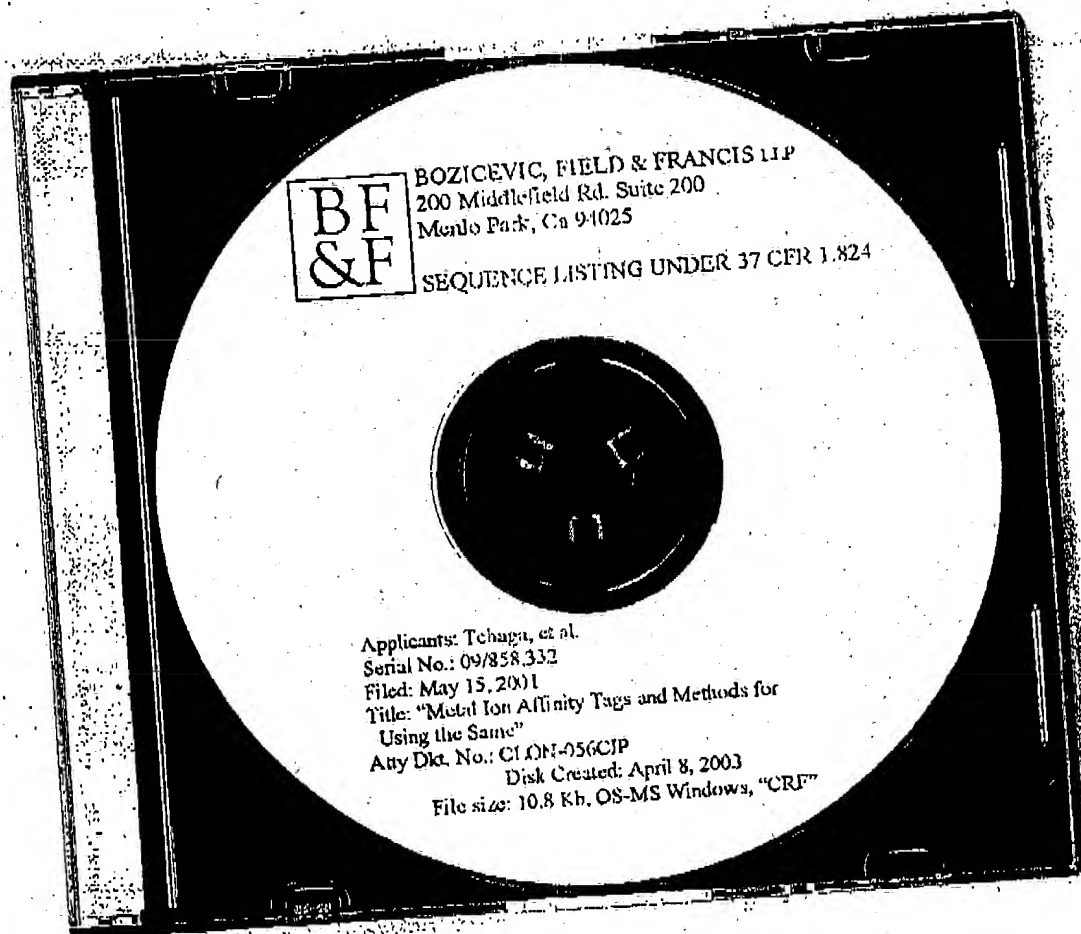 BF
&F
BOZICEVIC, FIELD & FRANCIS LLP
200 Middlefield Rd. Suite 200
Menlo Park, Ca 94025
SEQUENCE LISTING UNDER 37 CFR 1.824
Applicants: Tchaga, et al.
Serial No.: 09/858,332
Filed: May 15, 2001
Title: "Metal Ion Affinity Tags and Methods for
Using the Same"
Atty Dkt. No.: CLON-056CIP
Disk Created: April 8, 2003
File size: 10.8 Kb, OS-MS Windows, "CRF"